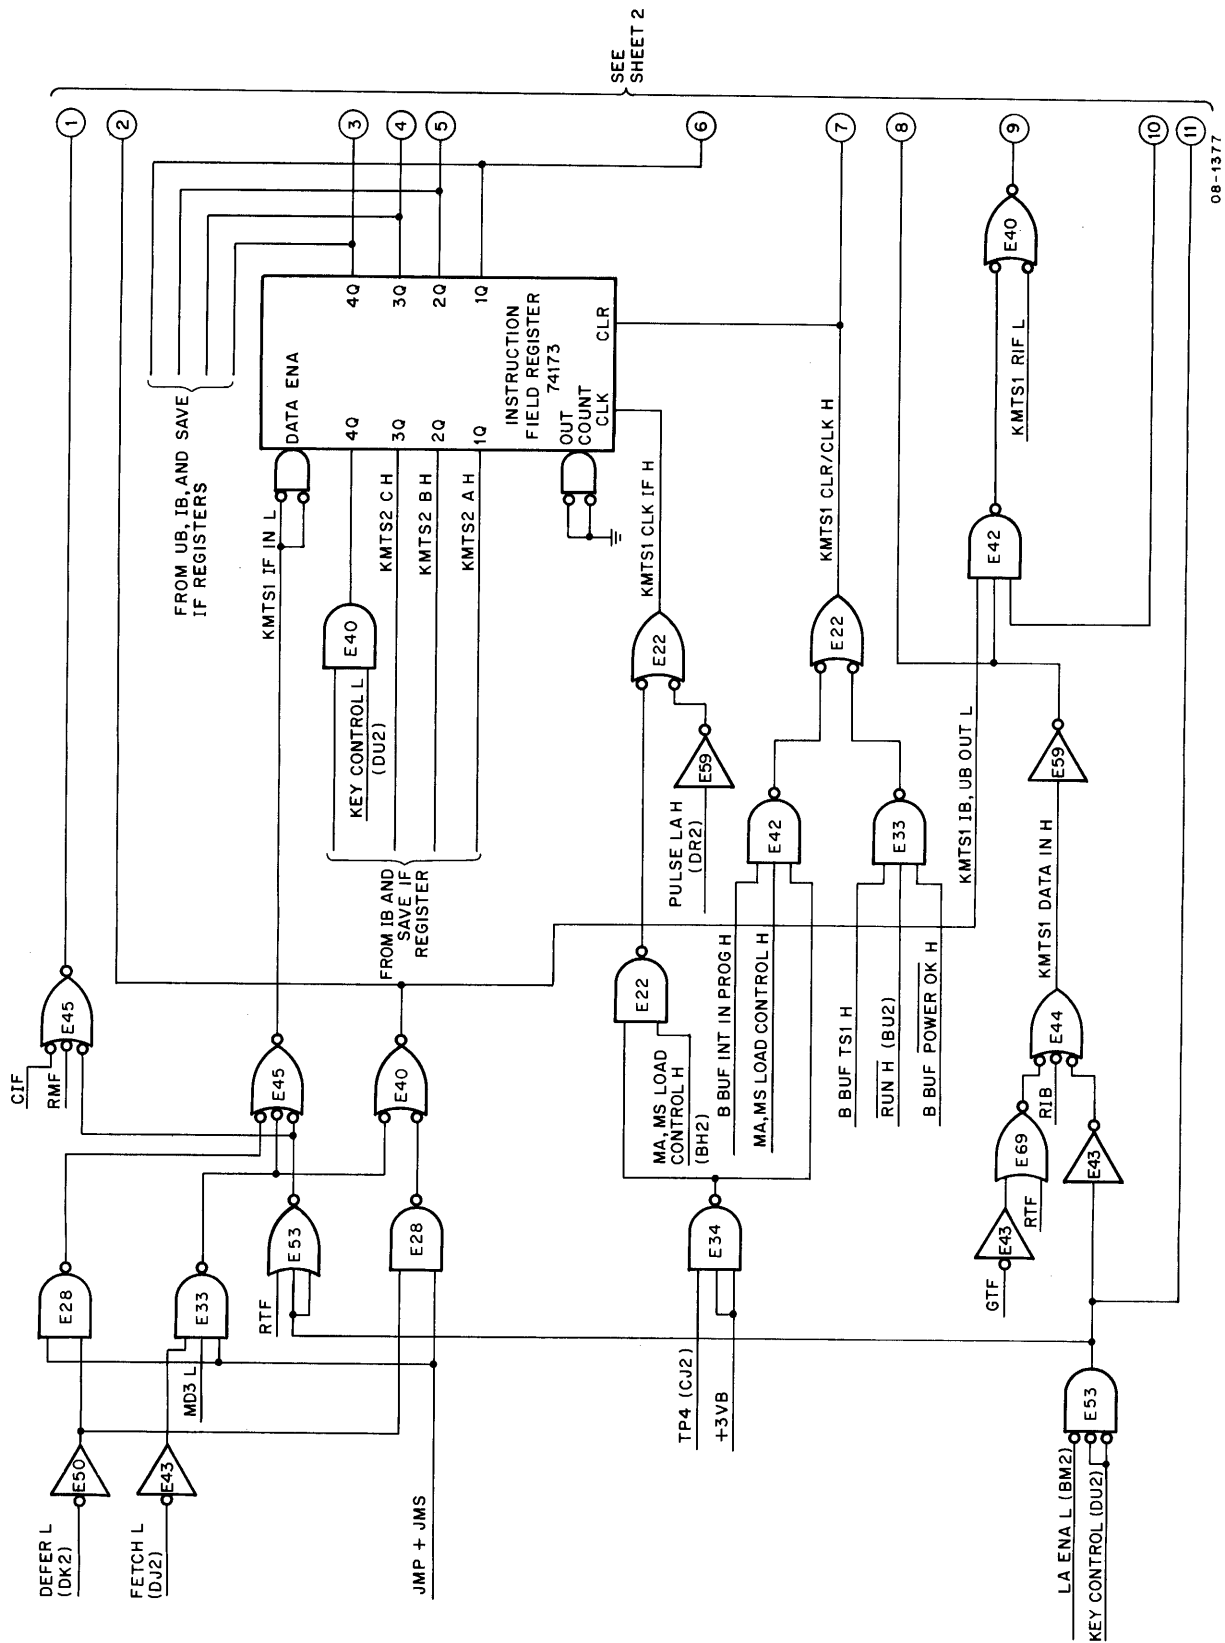 SEE
SHEET 2
1
2
3
4
5
6
7
8
9
10
11
08-1377
FROM UB, IB, AND SAVE
IF REGISTERS
DATA ENA
4Q
3Q
2Q
1Q
4Q
3Q
2Q
1Q
INSTRUCTION
FIELD REGISTER
74173
OUT
COUNT
CLK
CLR
KMTS1 IF IN L
E40
KEY CONTROL L
(DU2)
KMTS2 C H
KMTS2 B H
KMTS2 A H
FROM IB AND
SAVE IF
REGISTER
KMTS1 CLK IF H
E22
E59
PULSE LA H
(DR2)
KMTS1 CLR/CLK H
E22
E42
E33
B BUF INT IN PROG H
MA, MS LOAD CONTROL H
B BUF TS1 H
RUN H (BU2)
B BUF POWER OK H
E22
MA, MS LOAD
CONTROL H
(BH2)
E34
TP4 (CJ2)
+3VB
KMTS1 IB, UB OUT L
E42
E40
KMTS1 RIF L
E59
KMTS1 DATA IN H
E44
RIB
E69
RTF
E43
GTF
E43
E53
LA ENA L (BM2)
KEY CONTROL (DU2)
CIF
RMF
E45
E45
E40
E28
E33
E53
E28
RTF
MD3 L
E50
E43
DEFER L
(DK2)
FETCH L
(DJ2)
JMP + JMS